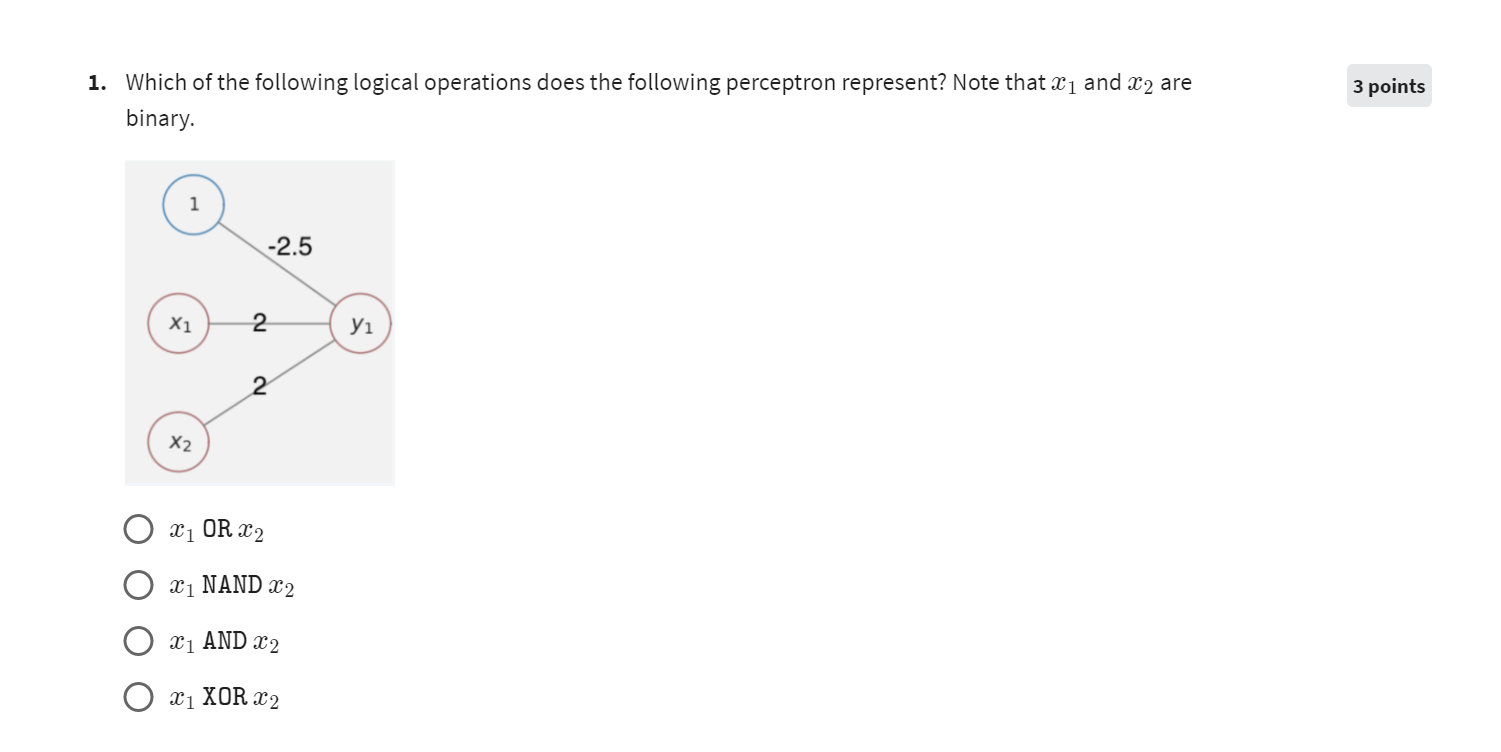 1. Which of the following logical operations does the following perceptron represent? Note that x₁ and x₂ are
binary.
3 points
1
-2.5
x₁
2
y₁
2
x₂
x₁ OR x₂
x₁ NAND x₂
x₁ AND x₂
x₁ XOR x₂